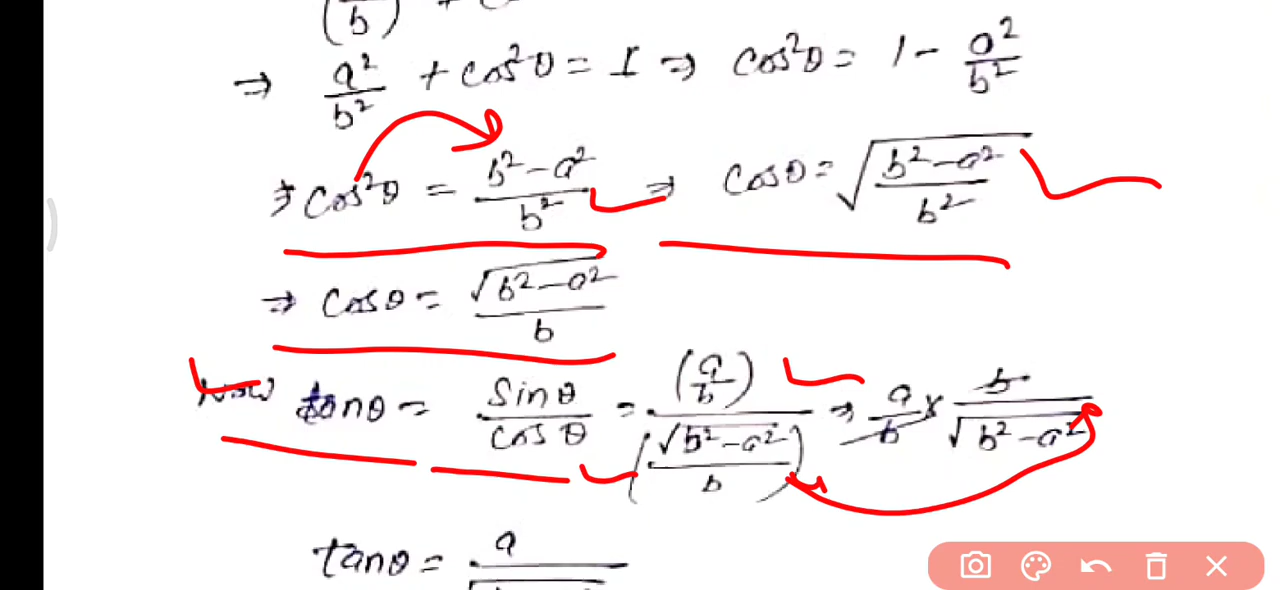 ⇒ a²/b² + cos²θ = 1 ⇒ cos²θ = 1 - a²/b²
⇒ cos²θ = (b²-a²)/b² ⇒ cosθ = √((b²-a²)/b²)
⇒ cosθ = √(b²-a²)/b
Now tanθ = sinθ/cosθ = (a/b)/(√(b²-a²)/b) ⇒ a/b × b/√(b²-a²)
tanθ = a